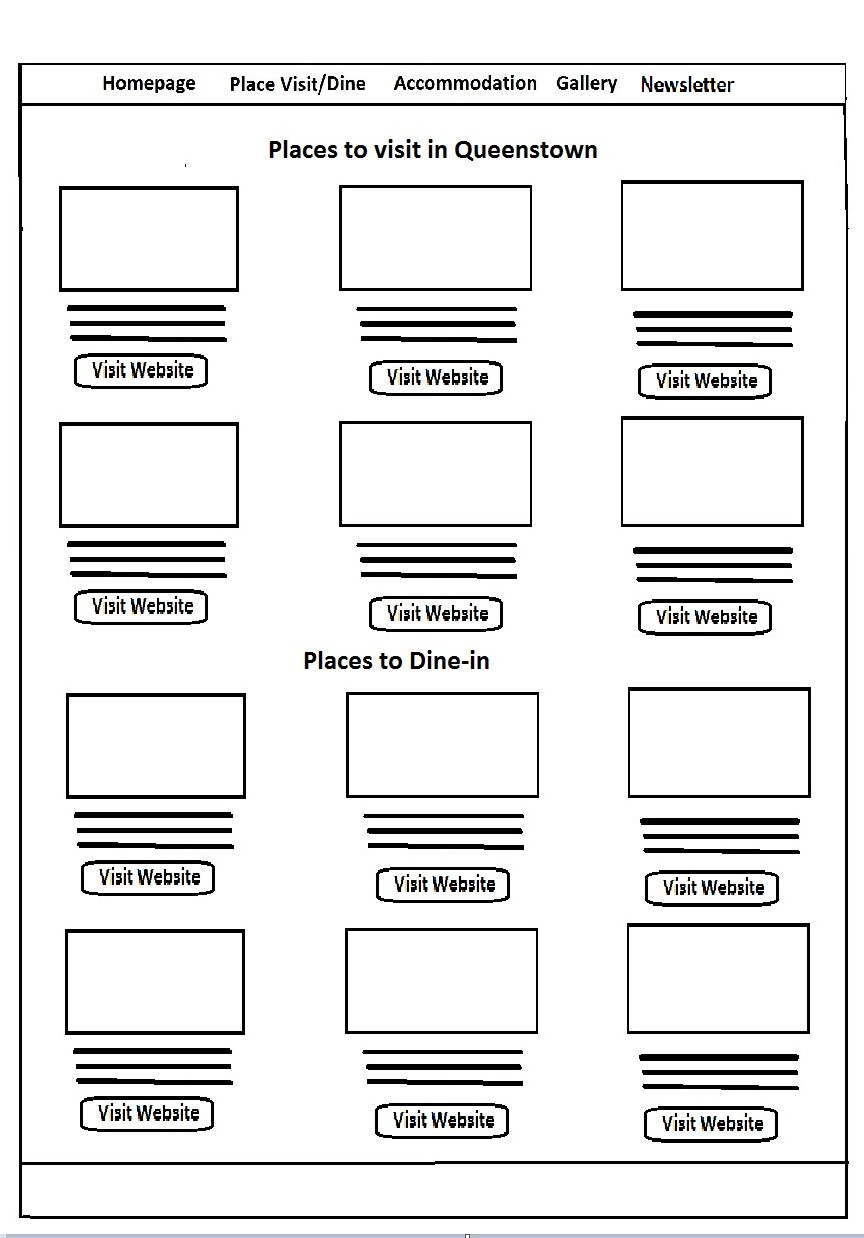 Homepage Place Visit/Dine Accommodation Gallery Newsletter
Places to visit in Queenstown
Visit Website Visit Website Visit Website
Visit Website Visit Website Visit Website
Places to Dine-in
Visit Website Visit Website Visit Website
Visit Website Visit Website Visit Website